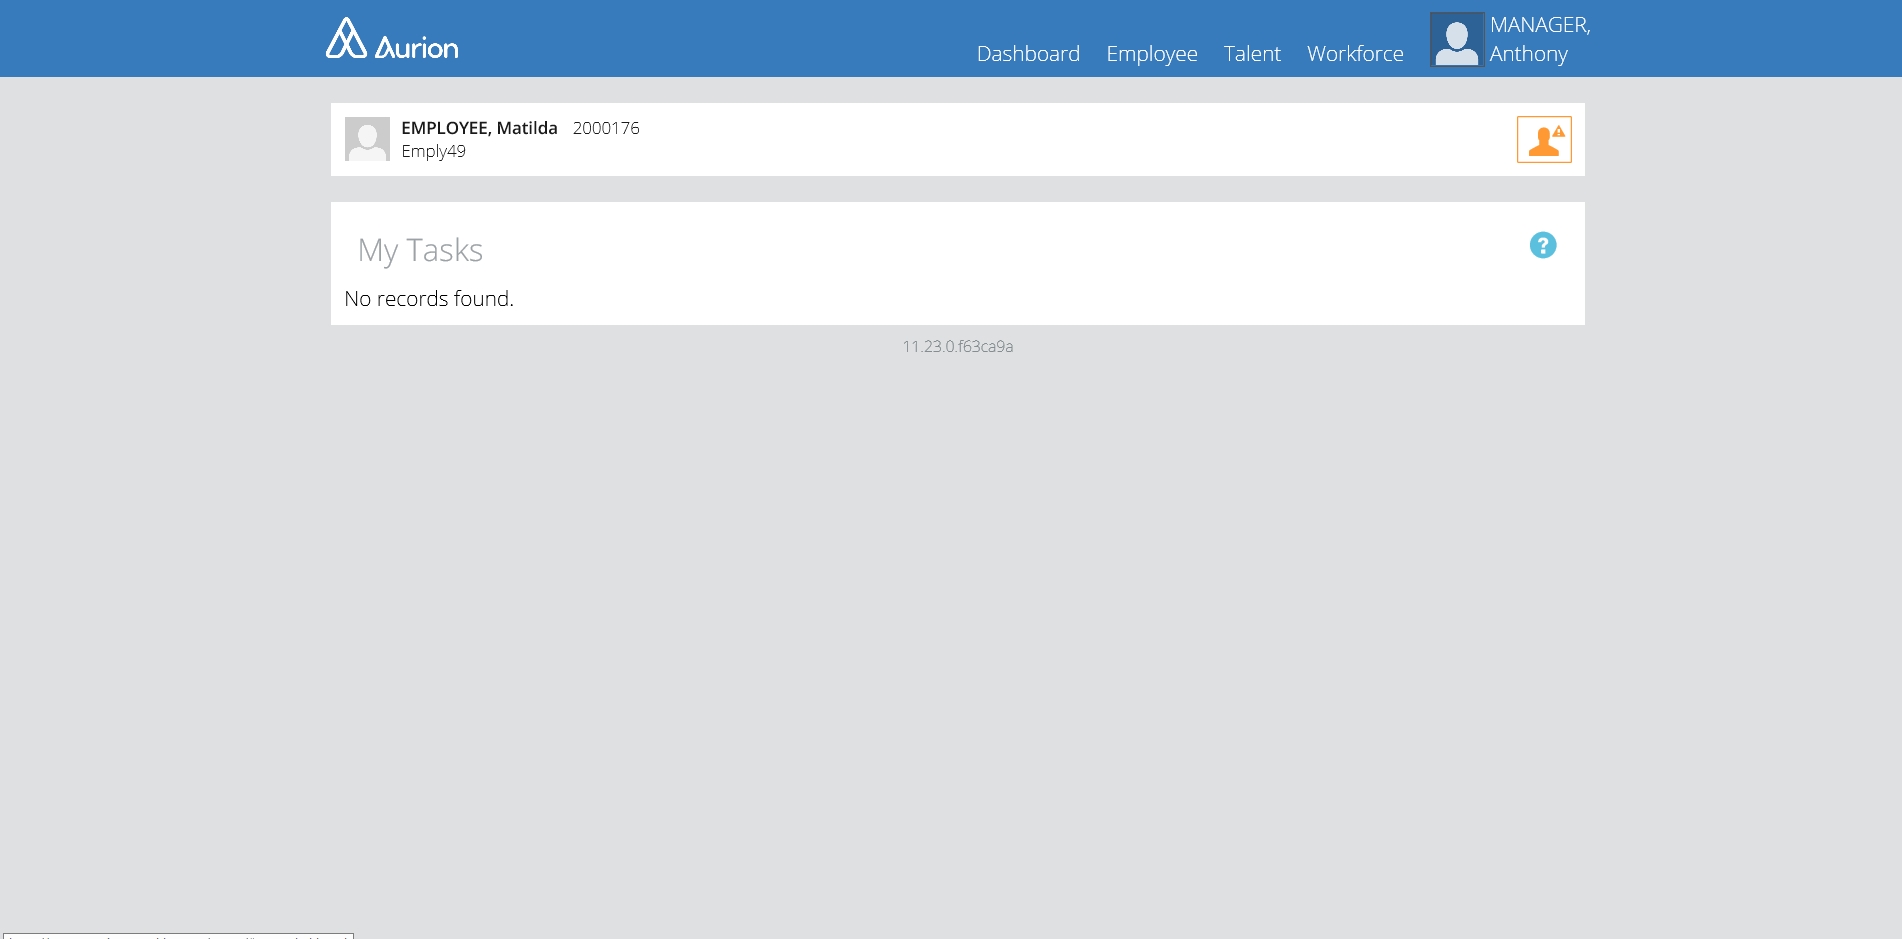 Aurion
Dashboard Employee Talent Workforce
MANAGER,
Anthony
EMPLOYEE, Matilda 2000176
Emply49
My Tasks
?
No records found.
11.23.0.f63ca9a